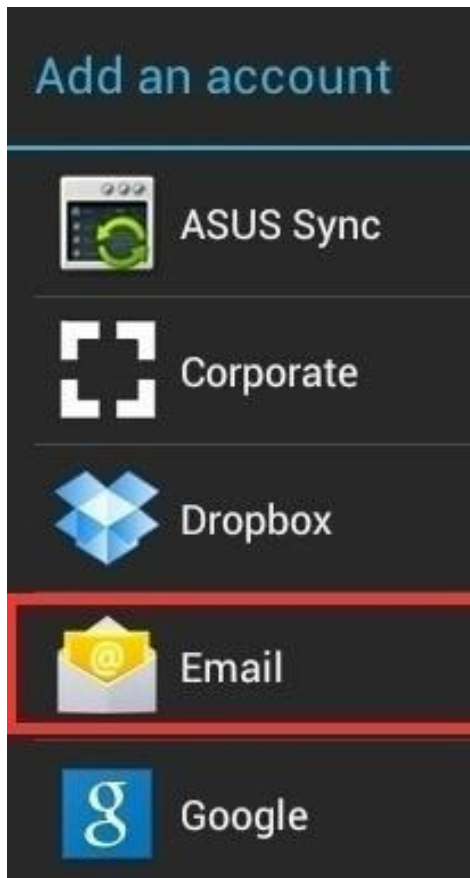 Add an account
ASUS Sync
Corporate
Dropbox
@
Email
g
Google